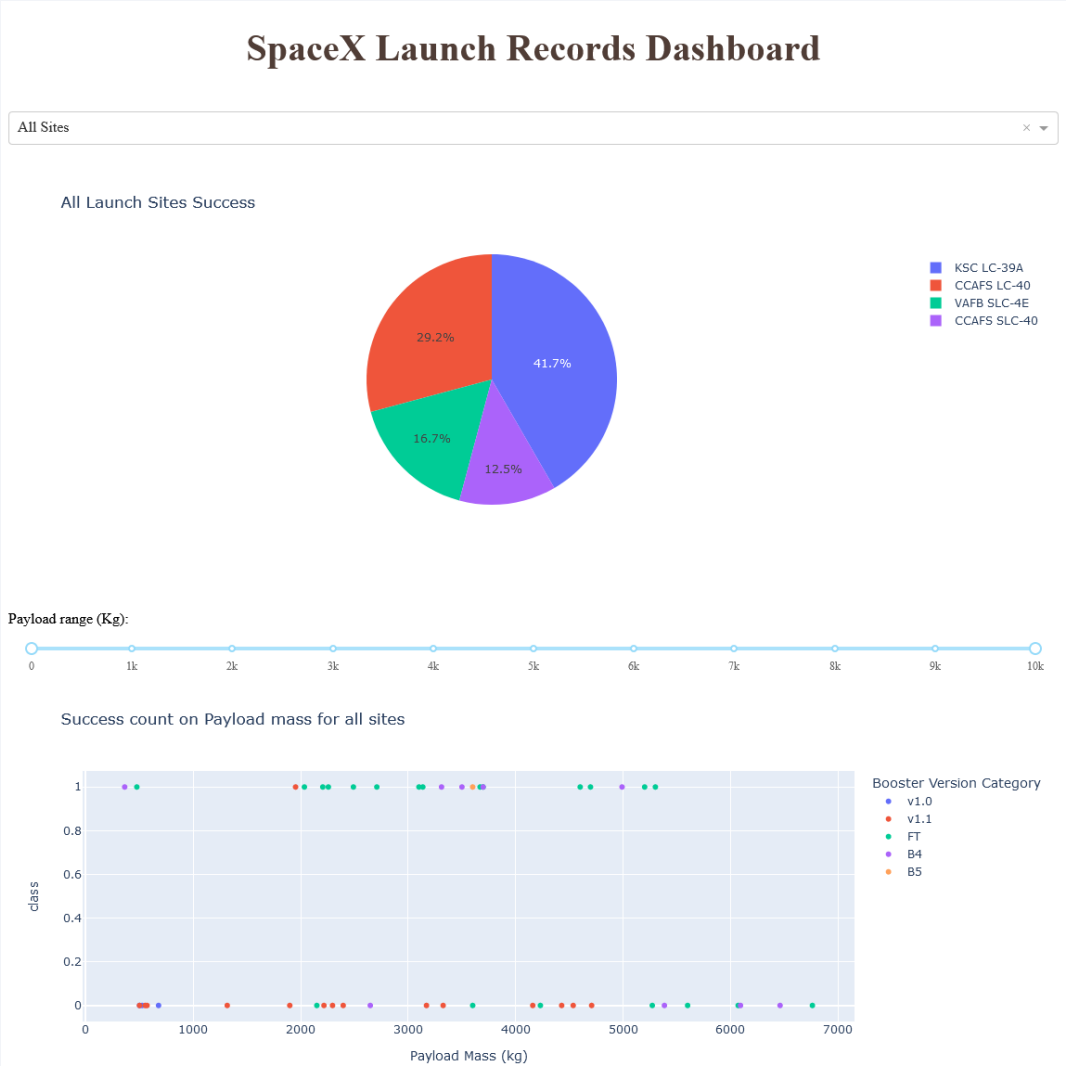 SpaceX Launch Records Dashboard
All Sites
×
All Launch Sites Success
KSC LC-39A
CCAFS LC-40
VAFB SLC-4E
CCAFS SLC-40
29.2%
41.7%
16.7%
12.5%
Payload range (Kg):
0 1k 2k 3k 4k 5k 6k 7k 8k 9k 10k
Success count on Payload mass for all sites
Booster Version Category
v1.0
v1.1
FT
B4
B5
class
1
0.8
0.6
0.4
0.2
0
0 1000 2000 3000 4000 5000 6000 7000
Payload Mass (kg)